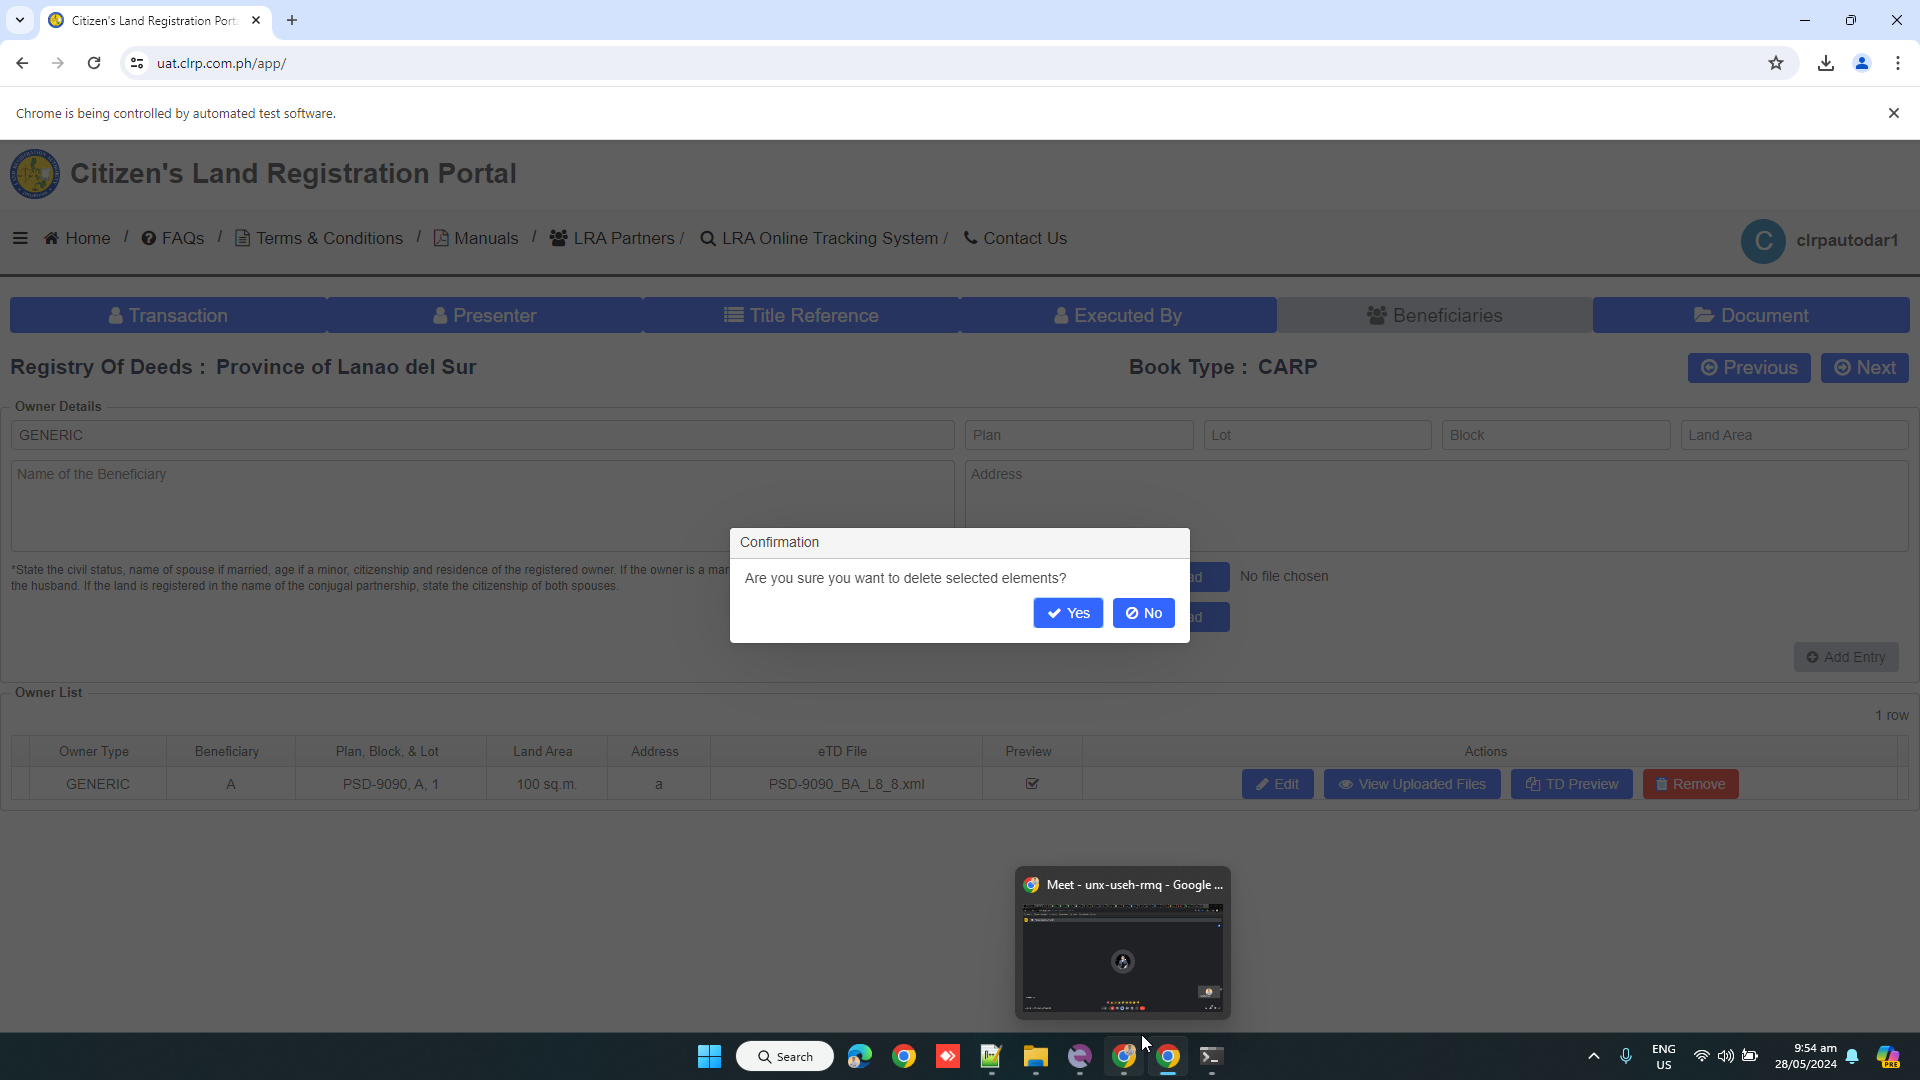 Citizen's Land Registration Port
uat.clrp.com.ph/app/
Chrome is being controlled by automated test software.
Citizen's Land Registration Portal
Home / FAQs / Terms & Conditions / Manuals / LRA Partners / LRA Online Tracking System / Contact Us
C clrpautodar1
Transaction Presenter Title Reference Executed By Beneficiaries Document
Registry Of Deeds : Province of Lanao del Sur Book Type : CARP Previous Next
Owner Details
GENERIC Plan Lot Block Land Area
Name of the Beneficiary Address
Confirmation
Are you sure you want to delete selected elements?
Yes No
*State the civil status, name of spouse if married, age if a minor, citizenship and residence of the registered owner. If the owner is a mar
the husband. If the land is registered in the name of the conjugal partnership, state the citizenship of both spouses.
ad No file chosen
ad
Add Entry
Owner List
1 row
Owner Type Beneficiary Plan, Block, & Lot Land Area Address eTD File Preview Actions
GENERIC A PSD-9090, A, 1 100 sq.m. a PSD-9090_BA_L8_8.xml Edit View Uploaded Files TD Preview Remove
Meet - unx-useh-rmq - Google ...
Search
ENG
US
9:54 am
28/05/2024
PRE